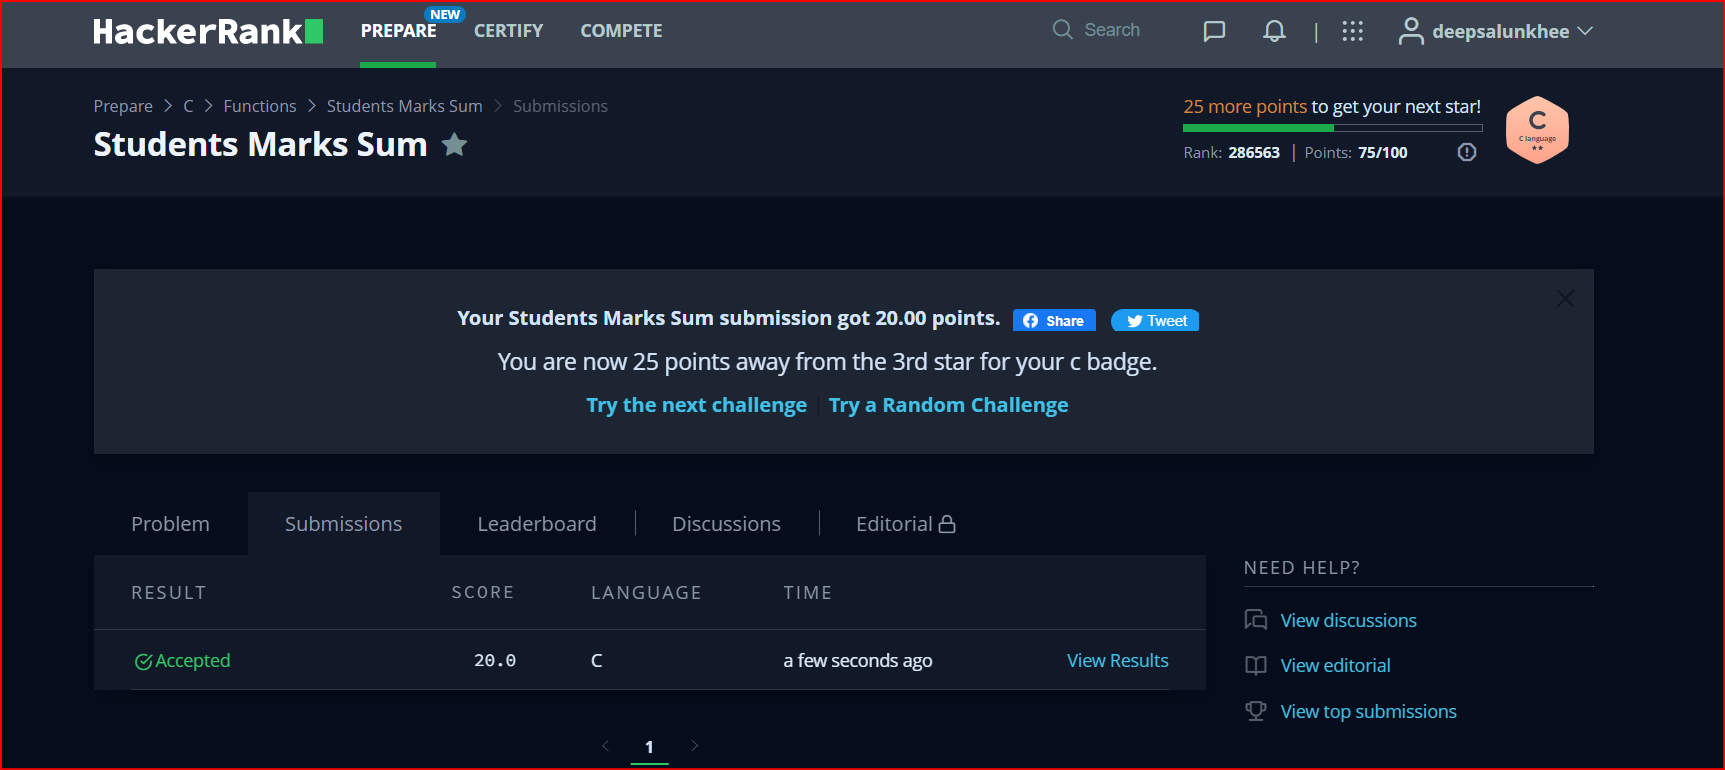 HackerRank
PREPARE
NEW
CERTIFY
COMPETE
Search
|
deepsalunkhee
Prepare > C > Functions > Students Marks Sum > Submissions
Students Marks Sum
25 more points to get your next star!
Rank: 286563 | Points: 75/100
C
C language
Your Students Marks Sum submission got 20.00 points.
Share
Tweet
You are now 25 points away from the 3rd star for your c badge.
Try the next challenge | Try a Random Challenge
Problem
Submissions
Leaderboard
Discussions
Editorial
RESULT SCORE LANGUAGE TIME
Accepted 20.0 C a few seconds ago View Results
NEED HELP?
View discussions
View editorial
View top submissions
1